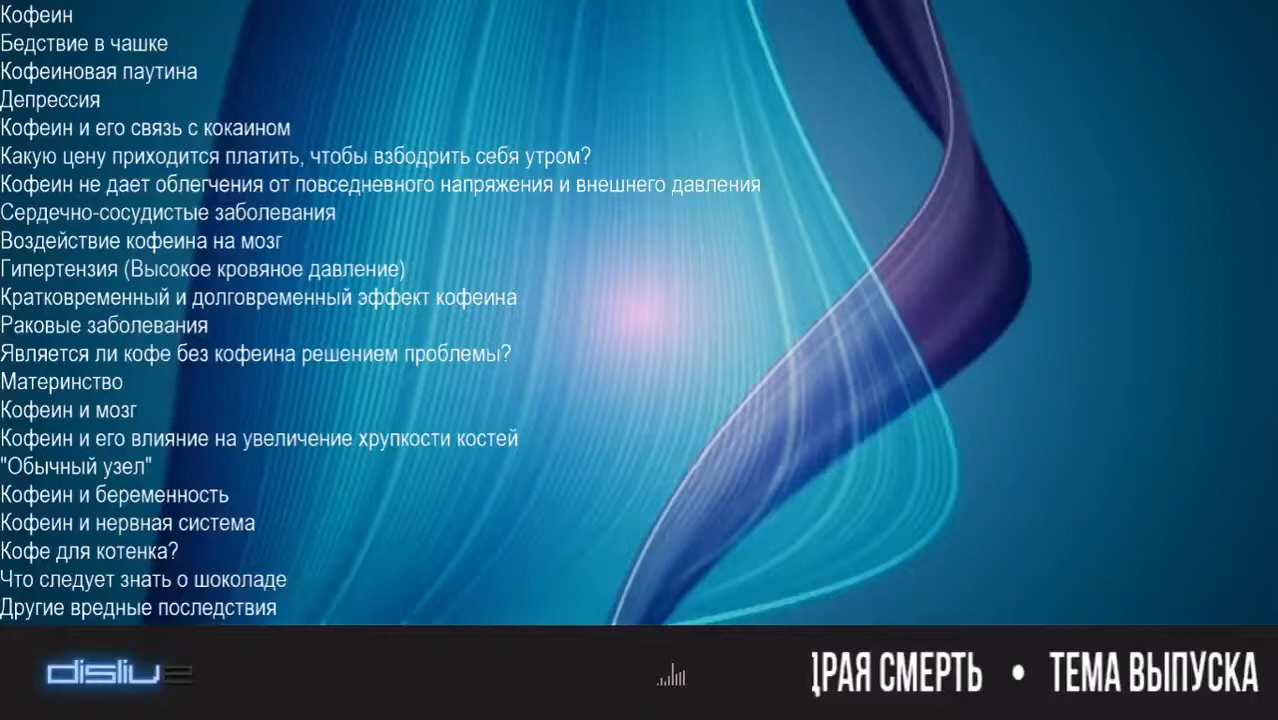 Кофеин
Бедствие в чашке
Кофеиновая паутина
Депрессия
Кофеин и его связь с кокаином
Какую цену приходится платить, чтобы взбодрить себя утром?
Кофеин не дает облегчения от повседневного напряжения и внешнего давления
Сердечно-сосудистые заболевания
Воздействие кофеина на мозг
Гипертензия (Высокое кровяное давление)
Кратковременный и долговременный эффект кофеина
Раковые заболевания
Является ли кофе без кофеина решением проблемы?
Материнство
Кофеин и мозг
Кофеин и его влияние на увеличение хрупкости костей
"Обычный узел"
Кофеин и беременность
Кофеин и нервная система
Кофе для котенка?
Что следует знать о шоколаде
Другие вредные последствия
disliv2
РАЯ СМЕРТЬ • ТЕМА ВЫПУСКА